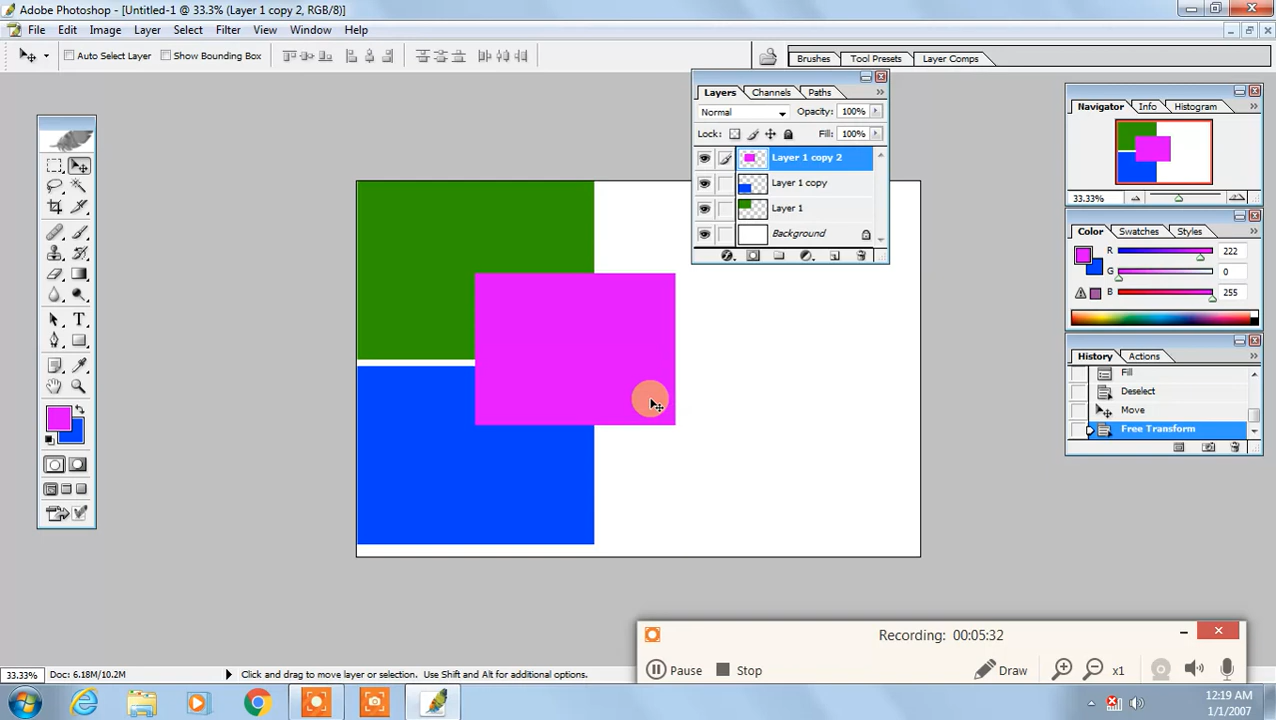 Adobe Photoshop - [Untitled-1 @ 33.3% (Layer 1 copy 2, RGB/8)]
File Edit Image Layer Select Filter View Window Help
Auto Select Layer Show Bounding Box
Brushes Tool Presets Layer Comps
Layers Channels Paths
Normal Opacity: 100%
Lock: Fill: 100%
Layer 1 copy 2
Layer 1 copy
Layer 1
Background
Navigator Info Histogram
33.33%
Color Swatches Styles
R 222
G 0
B 255
History Actions
Fill
Deselect
Move
Free Transform
T
Recording: 00:05:32
Pause Stop Draw x1
33.33% Doc: 6.18M/10.2M Click and drag to move layer or selection. Use Shift and Alt for additional options.
12:19 AM
1/1/2007